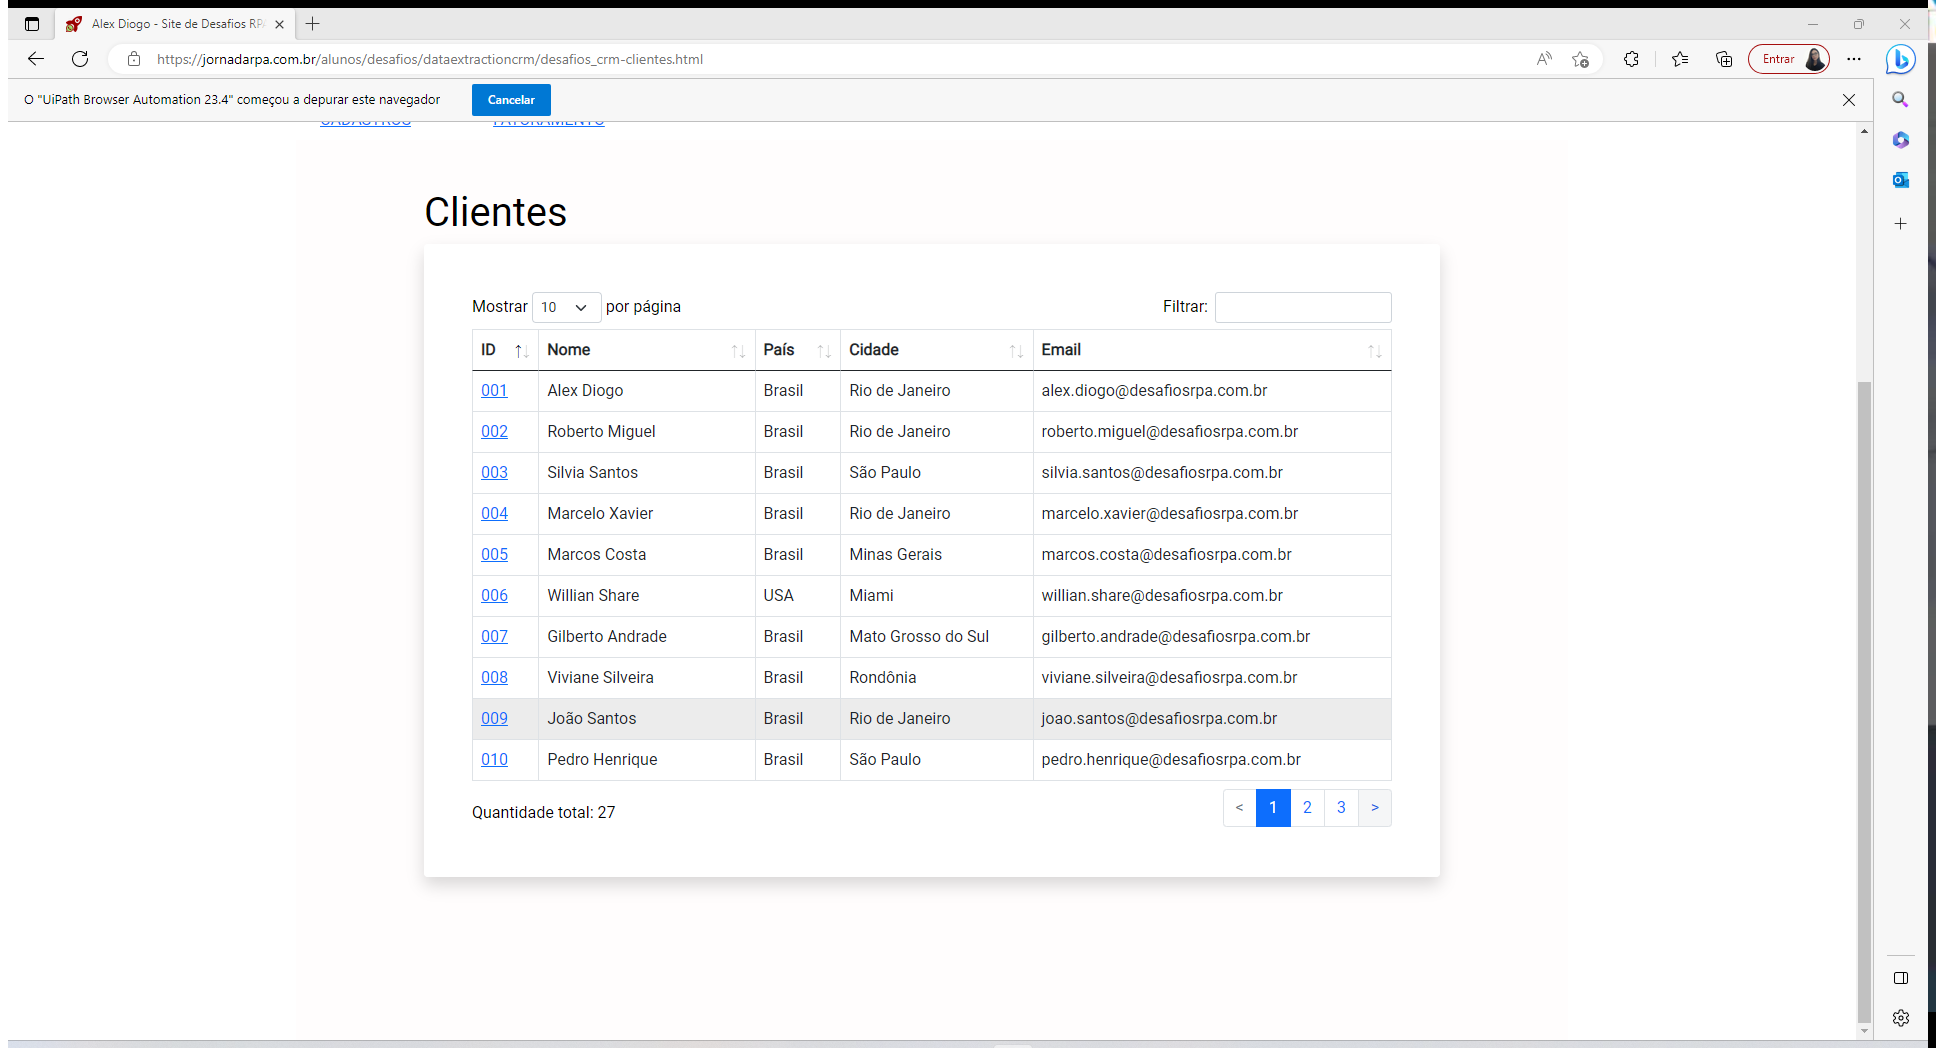 Alex Diogo - Site de Desafios RPA
https://jornadarpa.com.br/alunos/desafios/dataextractioncrm/desafios_crm-clientes.html
Entrar
O "UiPath Browser Automation 23.4" começou a depurar este navegador Cancelar
CADASTROS FATURAMENTO
Clientes
Mostrar 10 por página Filtrar:
ID Nome País Cidade Email
001 Alex Diogo Brasil Rio de Janeiro alex.diogo@desafiosrpa.com.br
002 Roberto Miguel Brasil Rio de Janeiro roberto.miguel@desafiosrpa.com.br
003 Silvia Santos Brasil São Paulo silvia.santos@desafiosrpa.com.br
004 Marcelo Xavier Brasil Rio de Janeiro marcelo.xavier@desafiosrpa.com.br
005 Marcos Costa Brasil Minas Gerais marcos.costa@desafiosrpa.com.br
006 Willian Share USA Miami willian.share@desafiosrpa.com.br
007 Gilberto Andrade Brasil Mato Grosso do Sul gilberto.andrade@desafiosrpa.com.br
008 Viviane Silveira Brasil Rondônia viviane.silveira@desafiosrpa.com.br
009 João Santos Brasil Rio de Janeiro joao.santos@desafiosrpa.com.br
010 Pedro Henrique Brasil São Paulo pedro.henrique@desafiosrpa.com.br
Quantidade total: 27 < 1 2 3 >